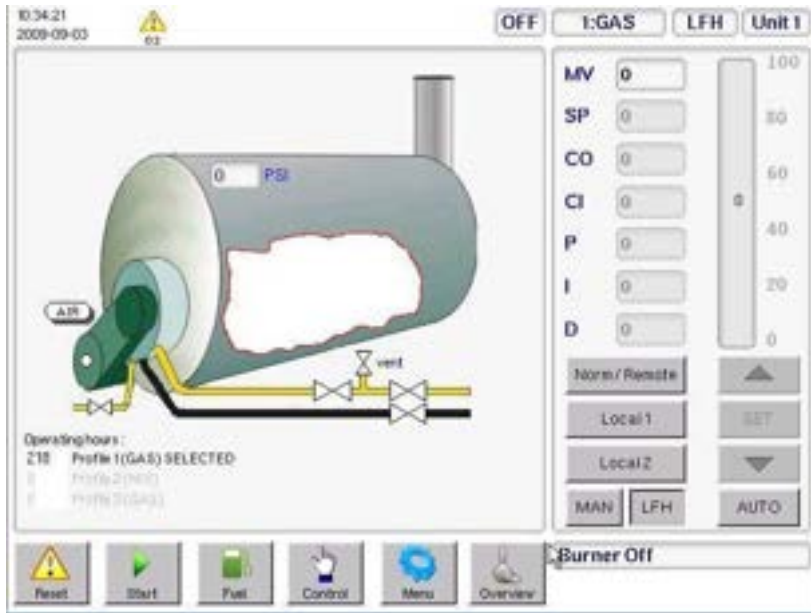 10:34:21
2009-09-03
OFF
1:GAS
LFH
Unit 1
0 PSI
AIR
vent
Operating hours :
218 Profile 1(GAS) SELECTED
Profile 3(GAS)
MV 0
SP 0
CO 0
CI 0
P 0
I 0
D 0
100
80
60
40
20
0
0
Norm / Remote
Local 1
SET
Local 2
MAN
LFH
AUTO
Reset
Start
Fuel
Control
Menu
Overview
Burner Off